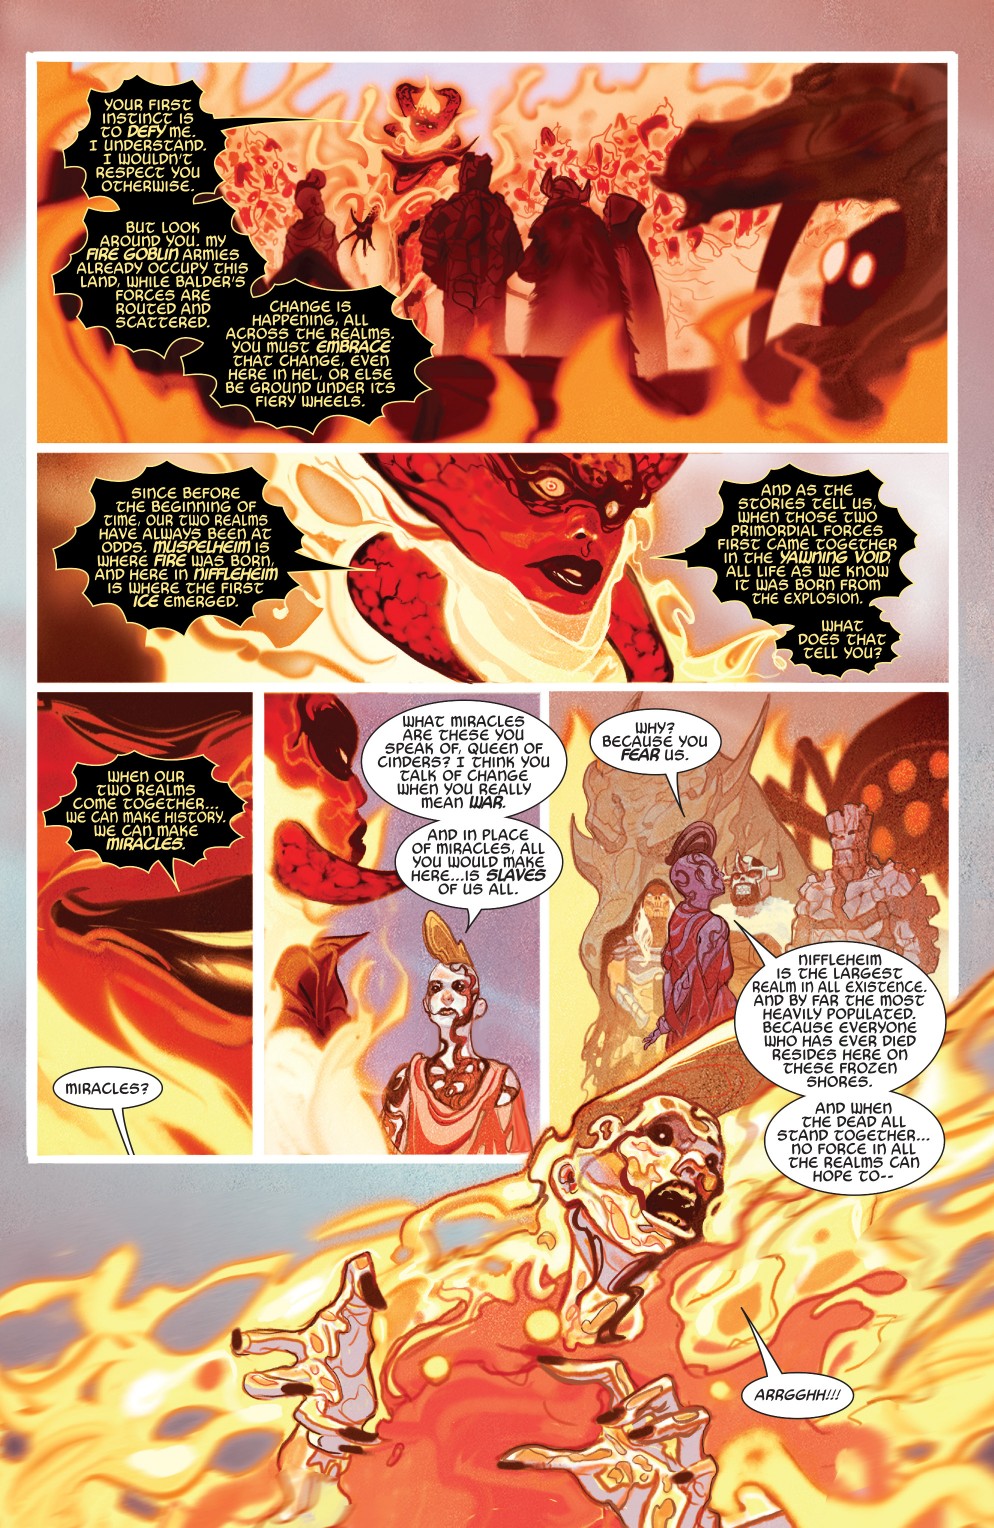 YOUR FIRST
INSTINCT IS
TO DEFY ME.
I UNDERSTAND.
I WOULDN'T
RESPECT YOU
OTHERWISE.
BUT LOOK
AROUND YOU. MY
FIRE GOBLIN ARMIES
ALREADY OCCUPY THIS
LAND, WHILE BALDER'S
FORCES ARE
ROUTED AND
SCATTERED.
CHANGE IS
HAPPENING, ALL
ACROSS THE REALMS.
YOU MUST EMBRACE
THAT CHANGE, EVEN
HERE IN HEL, OR ELSE
BE GROUND UNDER ITS
FIERY WHEELS.
SINCE BEFORE
THE BEGINNING OF
TIME, OUR TWO REALMS
HAVE ALWAYS BEEN AT
ODDS. MUSPELHEIM IS
WHERE FIRE WAS BORN,
AND HERE IN NIFFLEHEIM
IS WHERE THE FIRST
ICE EMERGED.
AND AS THE
STORIES TELL US,
WHEN THOSE TWO
PRIMORDIAL FORCES
FIRST CAME TOGETHER
IN THE YAWNING VOID,
ALL LIFE AS WE KNOW
IT WAS BORN FROM
THE EXPLOSION.
WHAT
DOES THAT
TELL YOU?
WHEN OUR
TWO REALMS
COME TOGETHER...
WE CAN MAKE HISTORY.
WE CAN MAKE
MIRACLES.
MIRACLES?
WHAT MIRACLES
ARE THESE YOU
SPEAK OF, QUEEN OF
CINDERS? I THINK YOU
TALK OF CHANGE
WHEN YOU REALLY
MEAN WAR.
AND IN PLACE
OF MIRACLES, ALL
YOU WOULD MAKE
HERE...IS SLAVES
OF US ALL.
WHY?
BECAUSE YOU
FEAR US.
NIFFLEHEIM
IS THE LARGEST
REALM IN ALL EXISTENCE.
AND BY FAR THE MOST
HEAVILY POPULATED.
BECAUSE EVERYONE
WHO HAS EVER DIED
RESIDES HERE ON
THESE FROZEN
SHORES.
AND WHEN
THE DEAD ALL
STAND TOGETHER...
NO FORCE IN ALL
THE REALMS CAN
HOPE TO--
ARRGGHH!!!